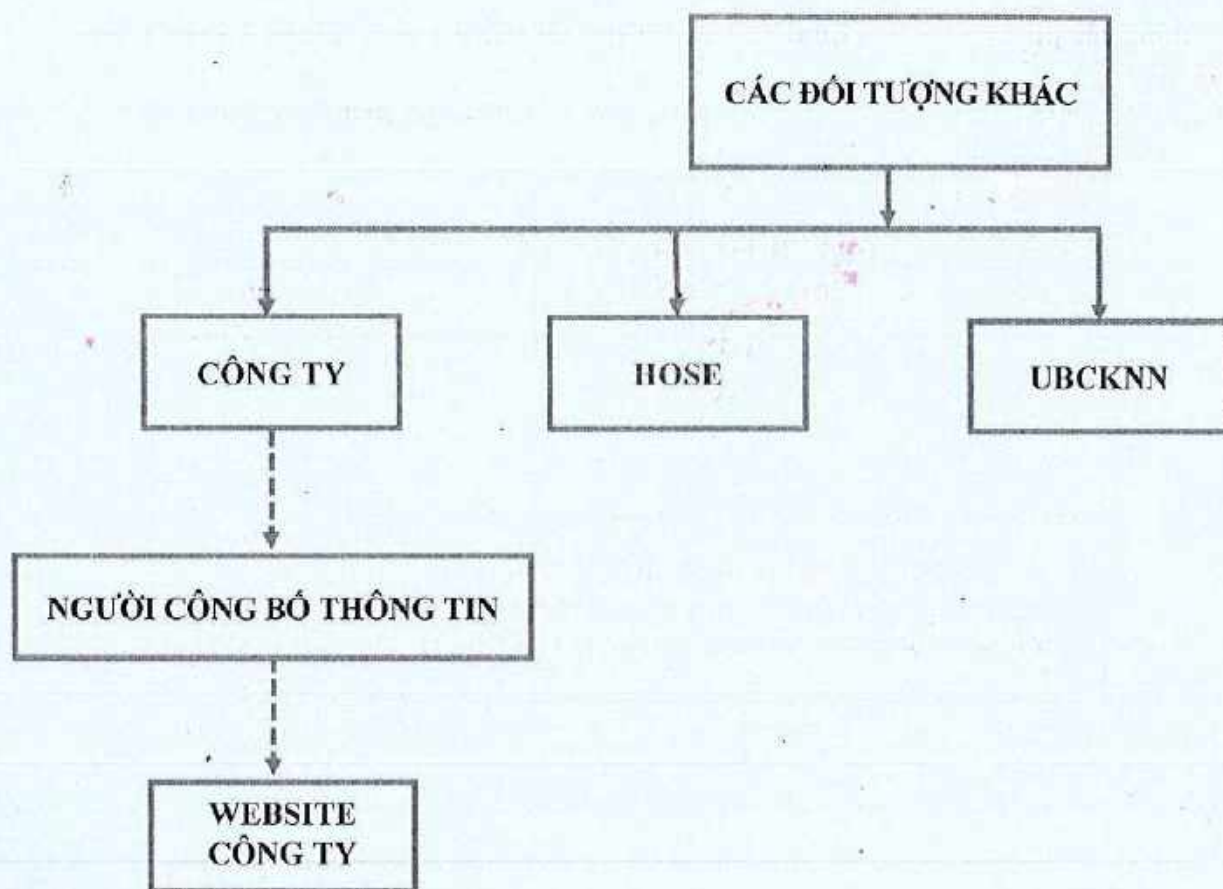 CÁC ĐỐI TƯỢNG KHÁC
CÔNG TY
HOSE
UBCKNN
NGƯỜI CÔNG BỐ THÔNG TIN
WEBSITE
CÔNG TY